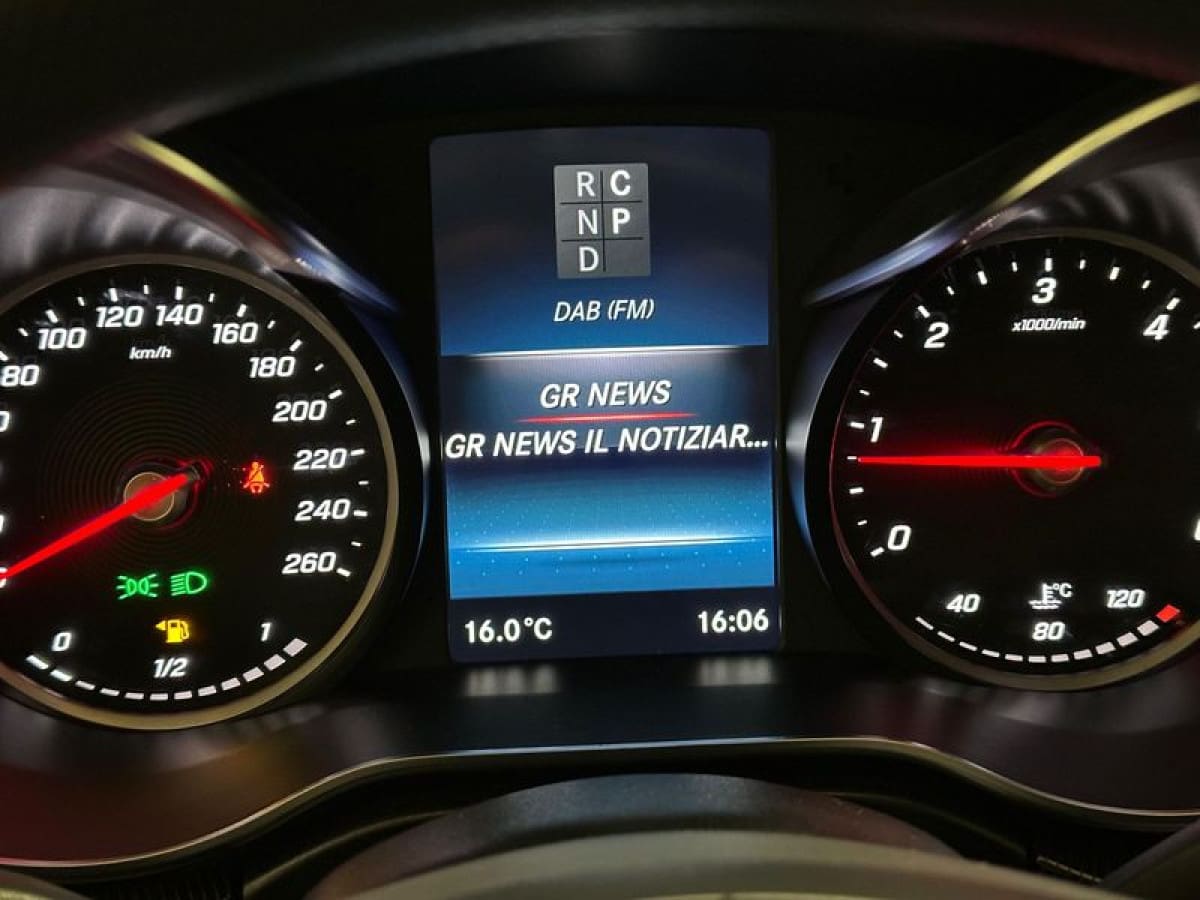 R C
N P
D
DAB (FM)
GR NEWS
GR NEWS IL NOTIZIAR...
16.0°C
16:06
80
100
120
140
160
180
200
220
240
260
km/h
0
1/2
1
0
1
2
3
4
x1000/min
40
80
°C
120